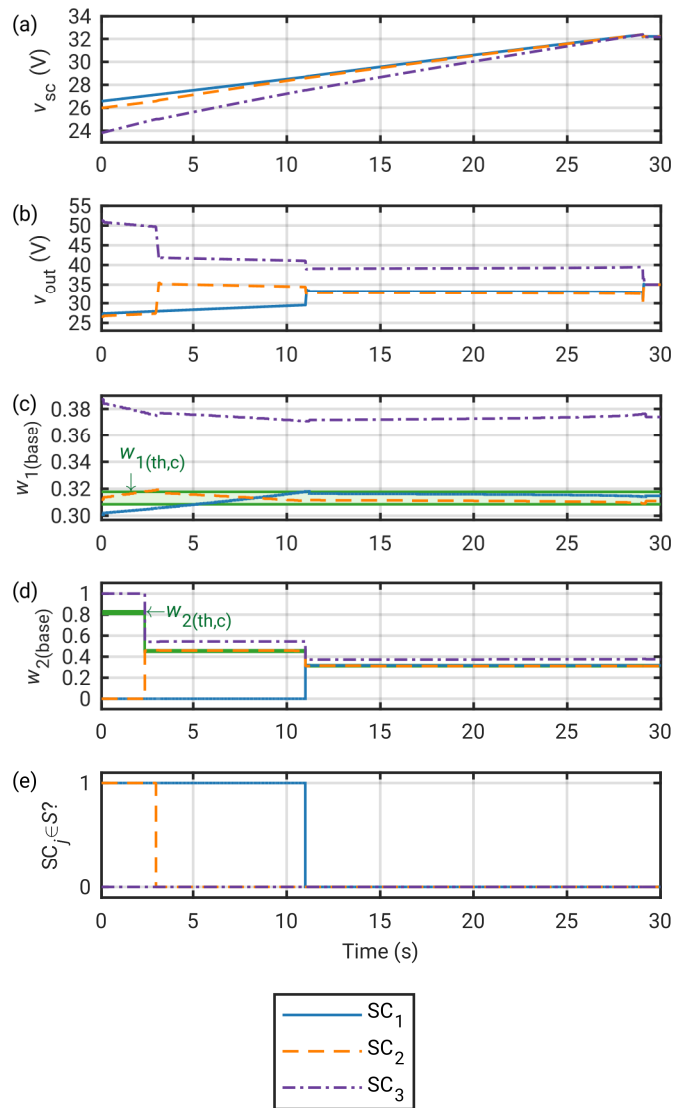 (a)
v_sc (V)
34
32
30
28
26
24
0 5 10 15 20 25 30
(b)
v_out (V)
55
50
45
40
35
30
25
0 5 10 15 20 25 30
(c)
w_1(base)
0.38
0.36
0.34
0.32
0.30
w_1(th,c)
0 5 10 15 20 25 30
(d)
w_2(base)
1
0.8
0.6
0.4
0.2
0
w_2(th,c)
0 5 10 15 20 25 30
(e)
SC_j∈S?
1
0
0 5 10 15 20 25 30
Time (s)
SC_1
SC_2
SC_3